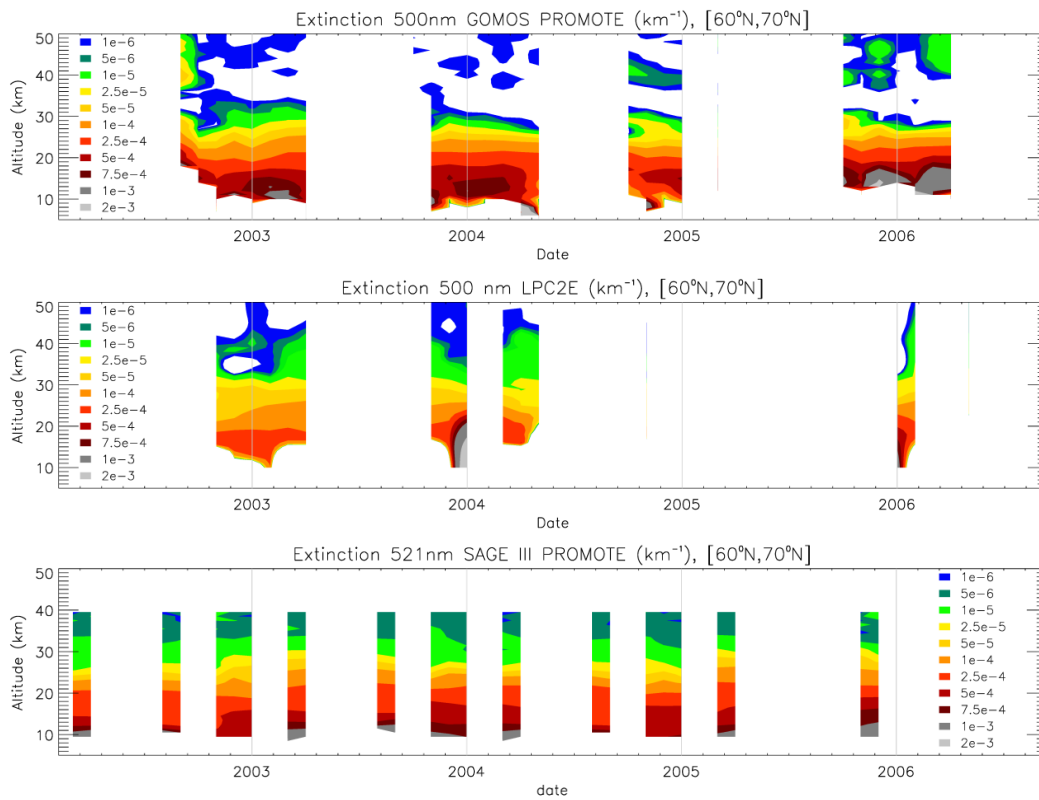 Extinction 500nm GOMOS PROMOTE (km⁻¹), [60°N,70°N]
50
40
30
20
10
Altitude (km)
1e-6
5e-6
1e-5
2.5e-5
5e-5
1e-4
2.5e-4
5e-4
7.5e-4
1e-3
2e-3
2003
2004
2005
2006
Date
Extinction 500 nm LPC2E (km⁻¹), [60°N,70°N]
50
40
30
20
10
Altitude (km)
1e-6
5e-6
1e-5
2.5e-5
5e-5
1e-4
2.5e-4
5e-4
7.5e-4
1e-3
2e-3
2003
2004
2005
2006
Date
Extinction 521nm SAGE III PROMOTE (km⁻¹), [60°N,70°N]
50
40
30
20
10
Altitude (km)
1e-6
5e-6
1e-5
2.5e-5
5e-5
1e-4
2.5e-4
5e-4
7.5e-4
1e-3
2e-3
2003
2004
2005
2006
date